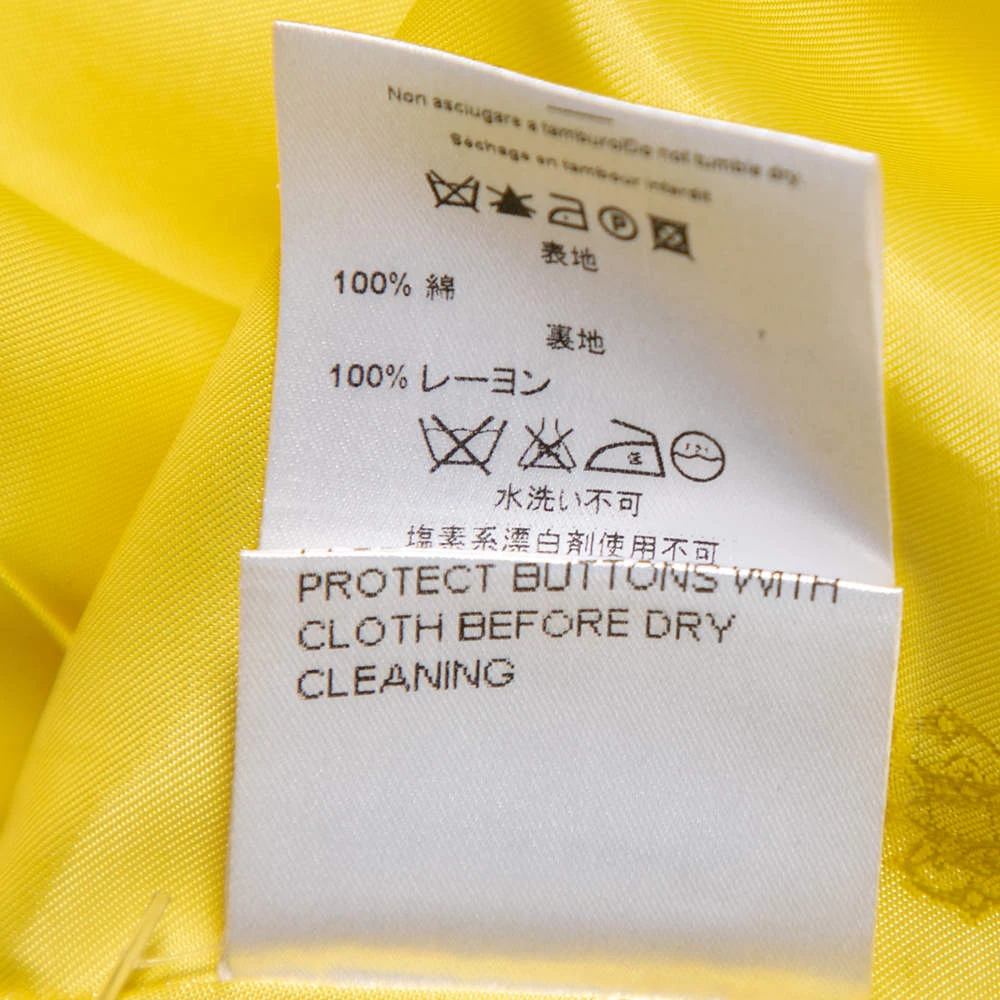 Non asciugare a tamburo/Do not tumble dry.
Séchage en tambour interdit
P
表地
100% 綿
裏地
100% レーヨン
水洗い不可
塩素系漂白剤使用不可
PROTECT BUTTONS WITH
CLOTH BEFORE DRY
CLEANING